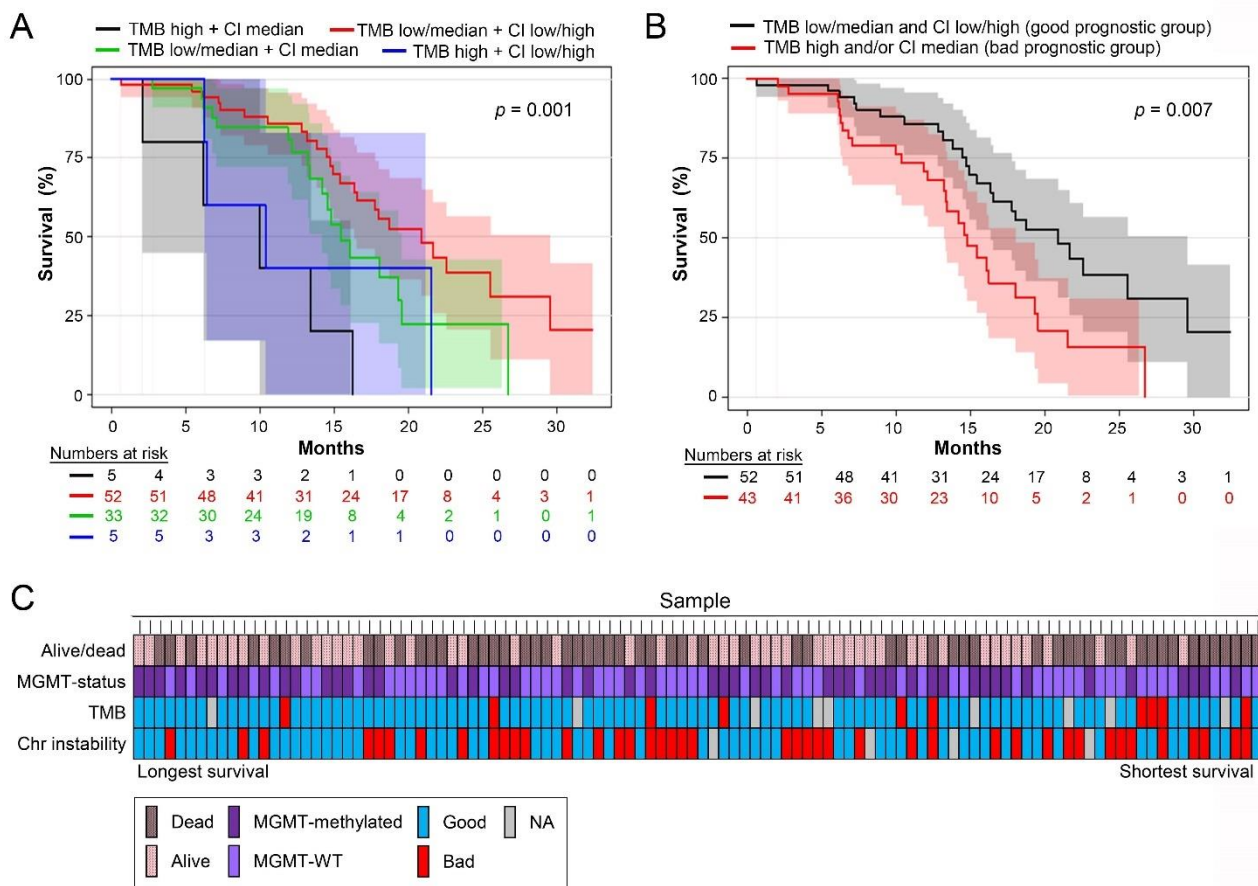 A
TMB high + CI median
TMB low/median + CI low/high
TMB low/median + CI median
TMB high + CI low/high
100
75
50
25
0
Survival (%)
p = 0.001
0 5 10 15 20 25 30
Months
Numbers at risk
5 4 3 3 2 1 0 0 0 0 0
52 51 48 41 31 24 17 8 4 3 1
33 32 30 24 19 8 4 2 1 0 1
5 5 3 3 2 1 1 0 0 0 0
B
TMB low/median and CI low/high (good prognostic group)
TMB high and/or CI median (bad prognostic group)
100
75
50
25
0
Survival (%)
p = 0.007
0 5 10 15 20 25 30
Months
Numbers at risk
52 51 48 41 31 24 17 8 4 3 1
43 41 36 30 23 10 5 2 1 0 0
C
Sample
Alive/dead
MGMT-status
TMB
Chr instability
Longest survival
Shortest survival
Dead MGMT-methylated Good NA
Alive MGMT-WT Bad